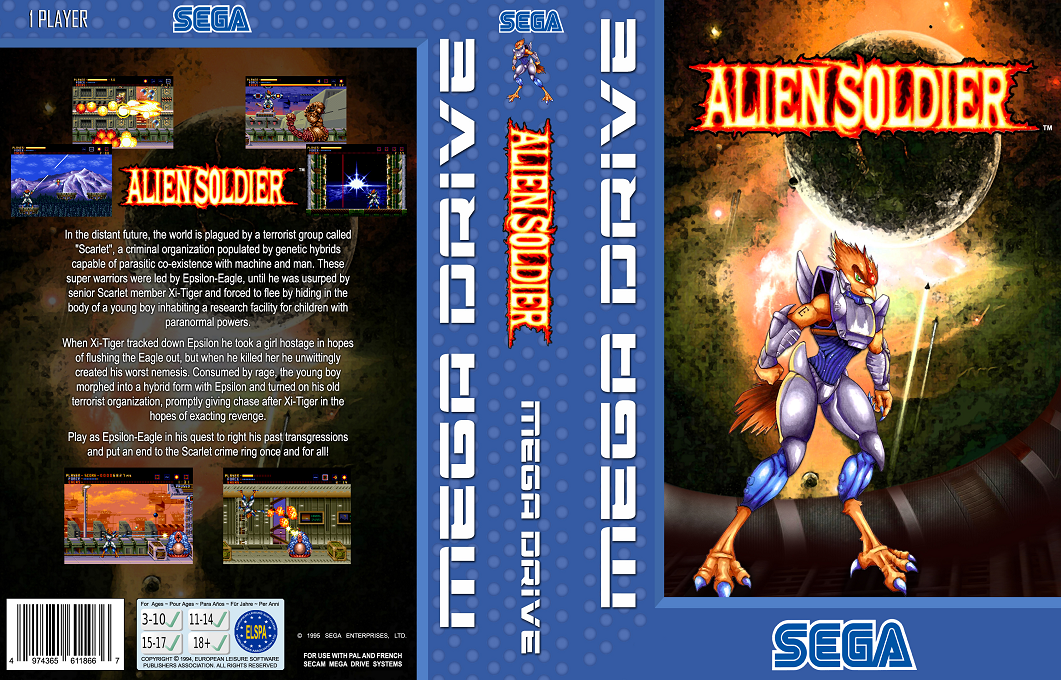 1 PLAYER
SEGA
ALIEN SOLDIER
TM
In the distant future, the world is plagued by a terrorist group called
"Scarlet", a criminal organization populated by genetic hybrids
capable of parasitic co-existence with machine and man. These
super warriors were led by Epsilon-Eagle, until he was usurped by
senior Scarlet member Xi-Tiger and forced to flee by hiding in the
body of a young boy inhabiting a research facility for children with
paranormal powers.
When Xi-Tiger tracked down Epsilon he took a girl hostage in hopes
of flushing the Eagle out, but when he killed her he unwittingly
created his worst nemesis. Consumed by rage, the young boy
morphed into a hybrid form with Epsilon and turned on his old
terrorist organization, promptly giving chase after Xi-Tiger in the
hopes of exacting revenge.
Play as Epsilon-Eagle in his quest to right his past transgressions
and put an end to the Scarlet crime ring once and for all!
4 974365 611866 7
For Ages ~ Pour Ages ~ Para Años ~ Für Jahre ~ Per Anni
3-10 11-14
15-17 18+
ELSPA
COPYRIGHT © 1994, EUROPEAN LEISURE SOFTWARE
PUBLISHERS ASSOCIATION. ALL RIGHTS RESERVED
© 1995 SEGA ENTERPRISES, LTD.
FOR USE WITH PAL AND FRENCH
SECAM MEGA DRIVE SYSTEMS
MEGA DRIVE
SEGA
ALIEN SOLDIER
MEGA DRIVE
MEGA DRIVE
ALIEN SOLDIER
TM
E
SEGA